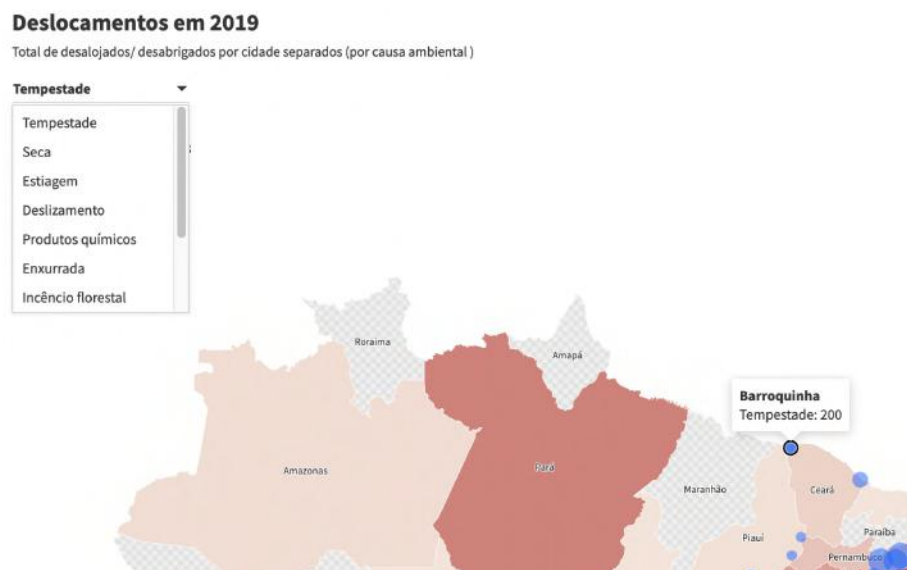 Deslocamentos em 2019
Total de desalojados/ desabrigados por cidade separados (por causa ambiental )
Tempestade
Tempestade
Seca
Estiagem
Deslizamento
Produtos químicos
Enxurrada
Incêncio florestal
Roraima
Amapá
Barroquinha
Tempestade: 200
Amazonas
Pará
Maranhão
Ceará
Piauí
Paraíba
Pernambuco